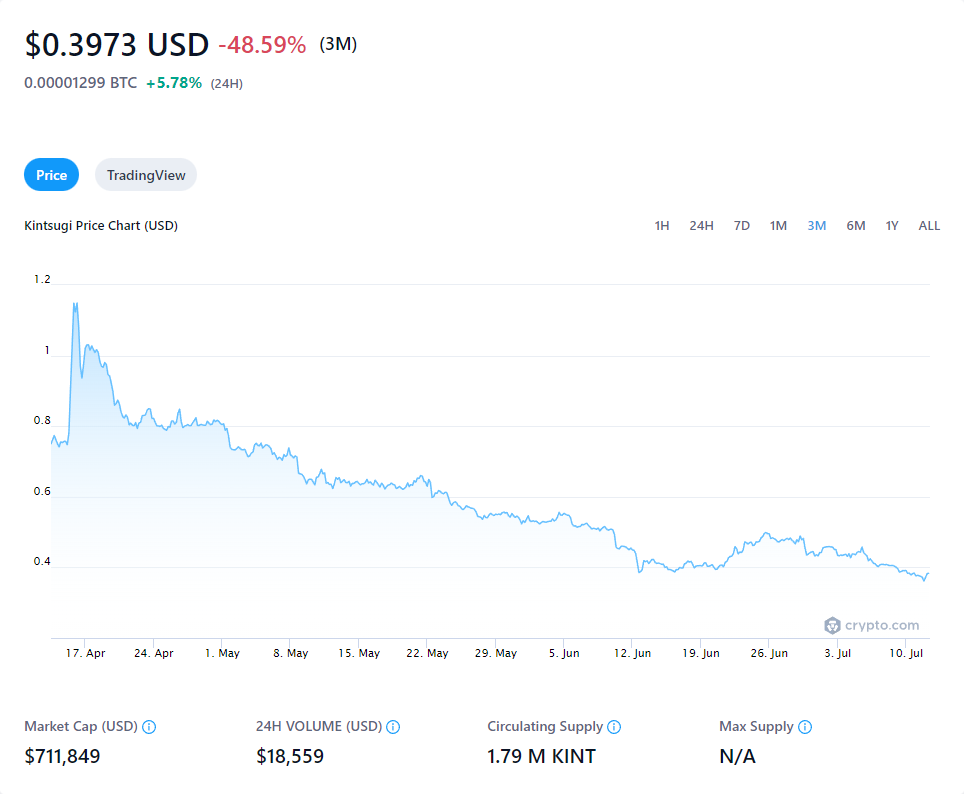 $0.3973 USD -48.59% (3M)
0.00001299 BTC +5.78% (24H)
Price TradingView
Kintsugi Price Chart (USD) 1H 24H 7D 1M 3M 6M 1Y ALL
1.2
1
0.8
0.6
0.4
crypto.com
17. Apr 24. Apr 1. May 8. May 15. May 22. May 29. May 5. Jun 12. Jun 19. Jun 26. Jun 3. Jul 10. Jul
Market Cap (USD) 24H VOLUME (USD) Circulating Supply Max Supply
$711,849 $18,559 1.79 M KINT N/A